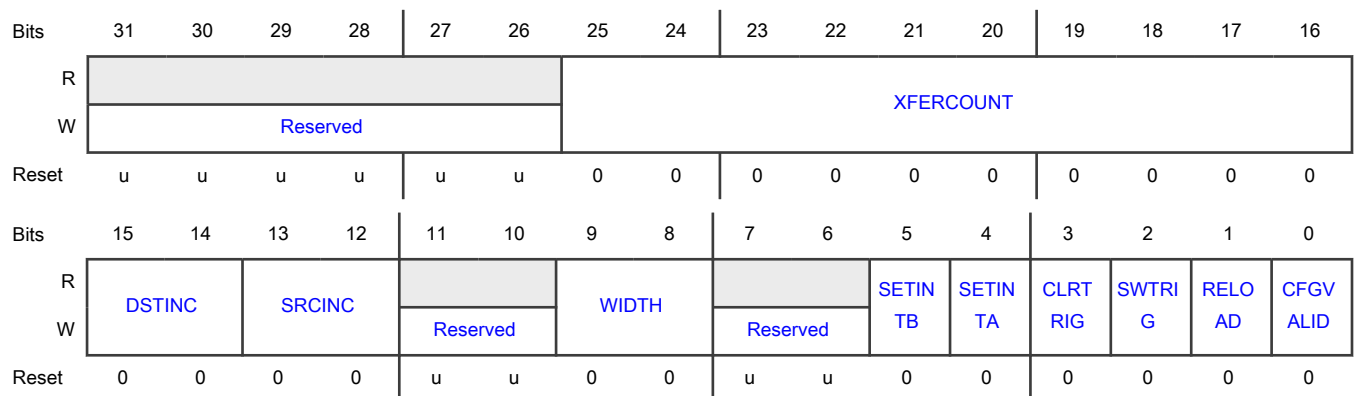 Bits 31 30 29 28 27 26 25 24 23 22 21 20 19 18 17 16
R
XFERCOUNT
W Reserved
Reset u u u u u u 0 0 0 0 0 0 0 0 0 0
Bits 15 14 13 12 11 10 9 8 7 6 5 4 3 2 1 0
R
DSTINC SRCINC WIDTH SETIN SETIN CLRT SWTRI RELO CFGV
TB TA RIG G AD ALID
W Reserved Reserved
Reset 0 0 0 0 u u 0 0 u u 0 0 0 0 0 0